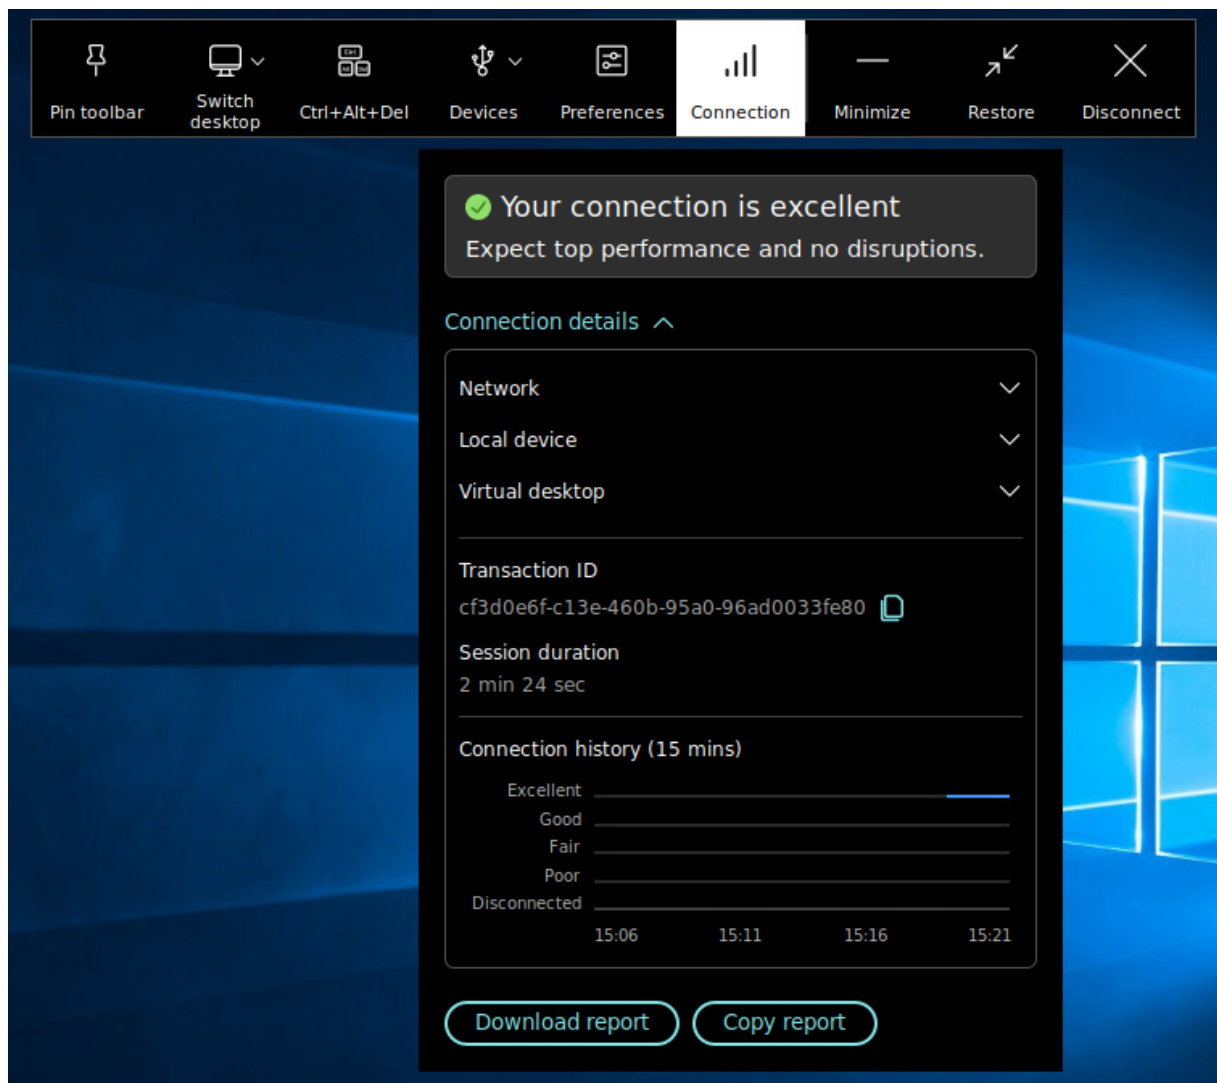 Pin toolbar
Switch
desktop
Ctrl
Alt Del
Ctrl+Alt+Del
Devices
Preferences
Connection
Minimize
Restore
Disconnect
Your connection is excellent
Expect top performance and no disruptions.
Connection details
Network
Local device
Virtual desktop
Transaction ID
cf3d0e6f-c13e-460b-95a0-96ad0033fe80
Session duration
2 min 24 sec
Connection history (15 mins)
Excellent
Good
Fair
Poor
Disconnected
15:06 15:11 15:16 15:21
Download report
Copy report